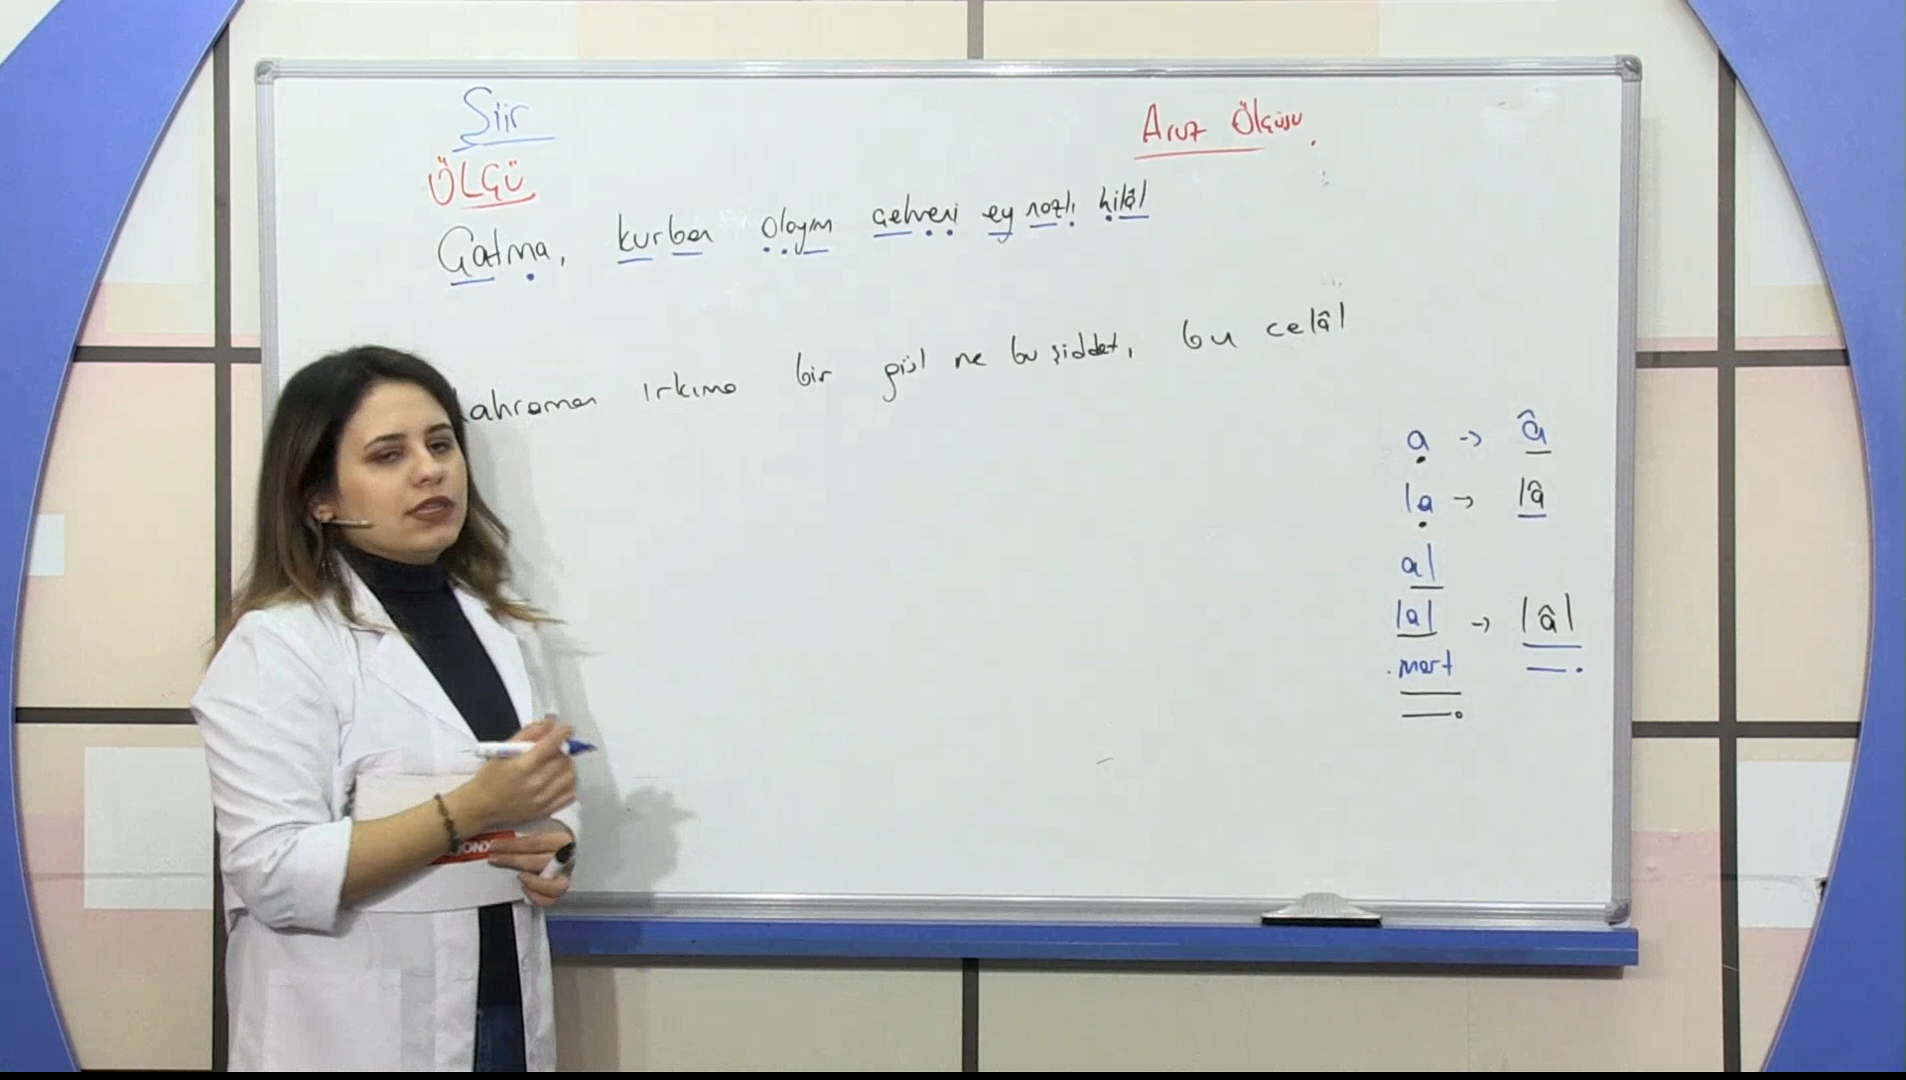 Şiir
Aruz Ölçüsü
ÖLÇÜ
Çatma, kurban olayım çehreni ey nazlı hilâl
ahraman ırkıma bir gül ne bu şiddet, bu celâl
a → â
la → lâ
al
lal → lâl
mart